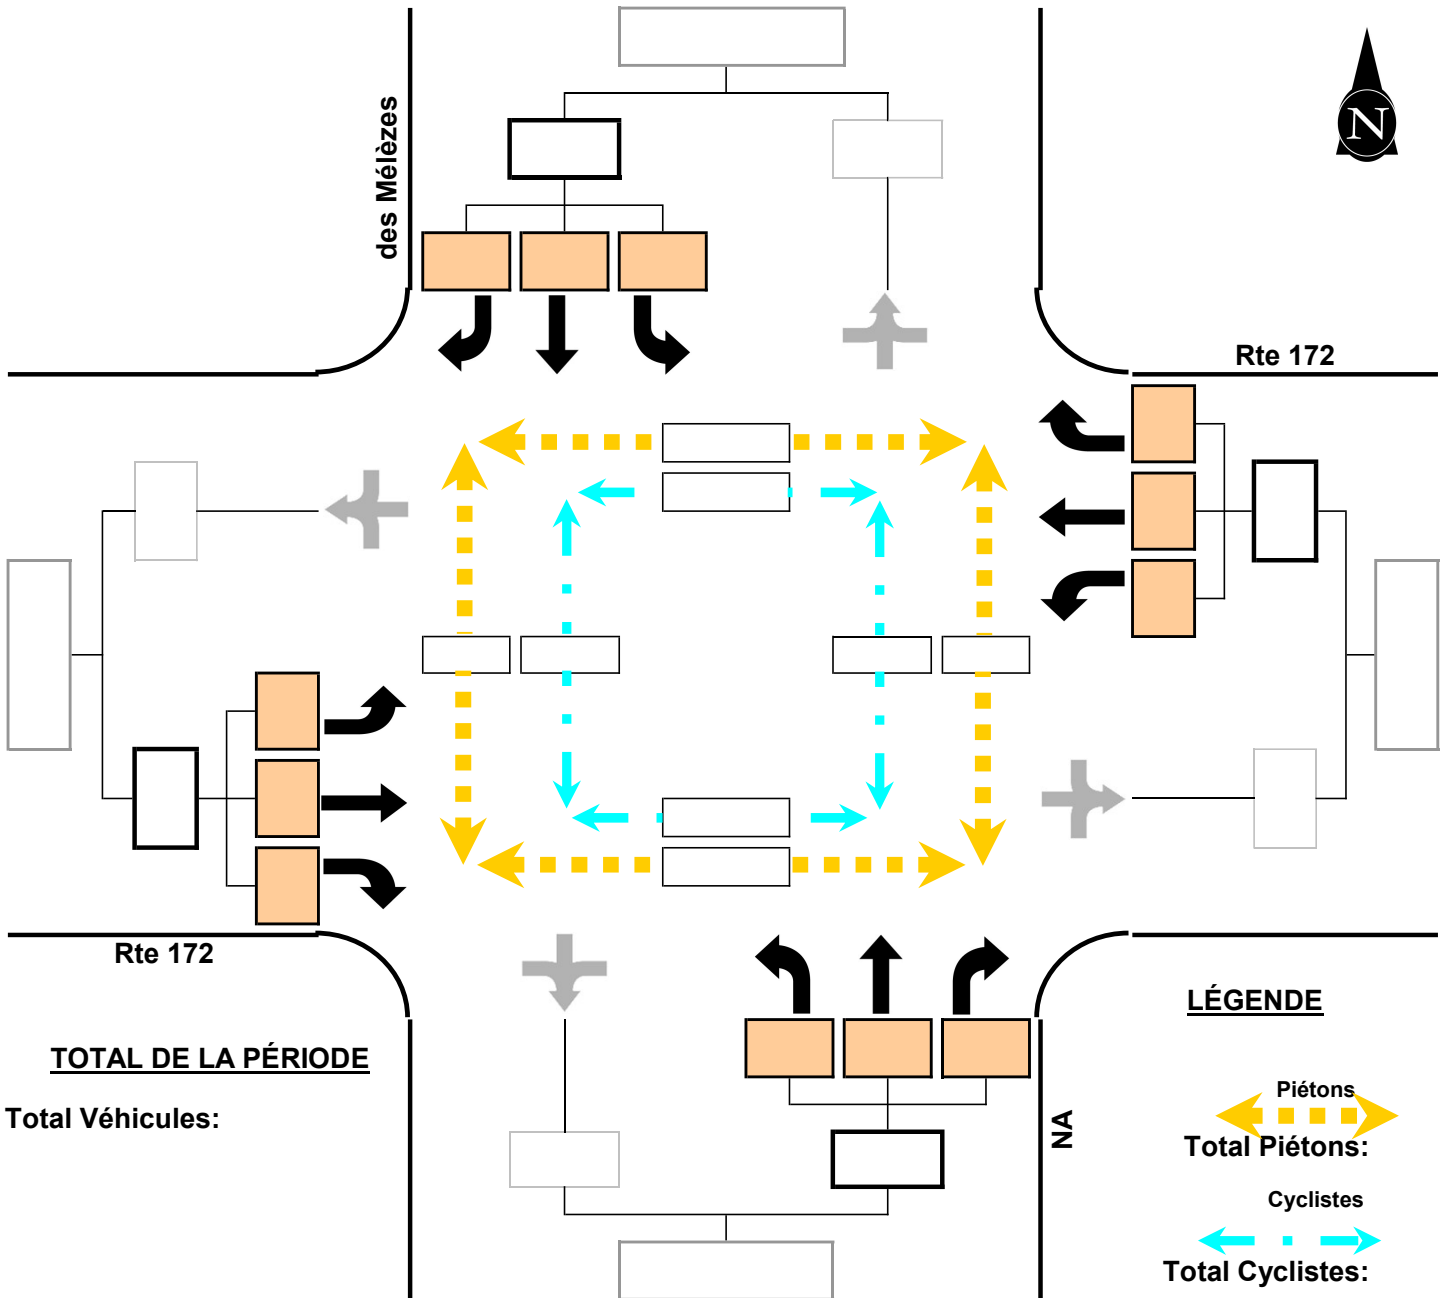 N
des Mélèzes
Rte 172
Rte 172
LÉGENDE
TOTAL DE LA PÉRIODE
Piétons
Total Véhicules:
NA
Total Piétons:
Cyclistes
Total Cyclistes: